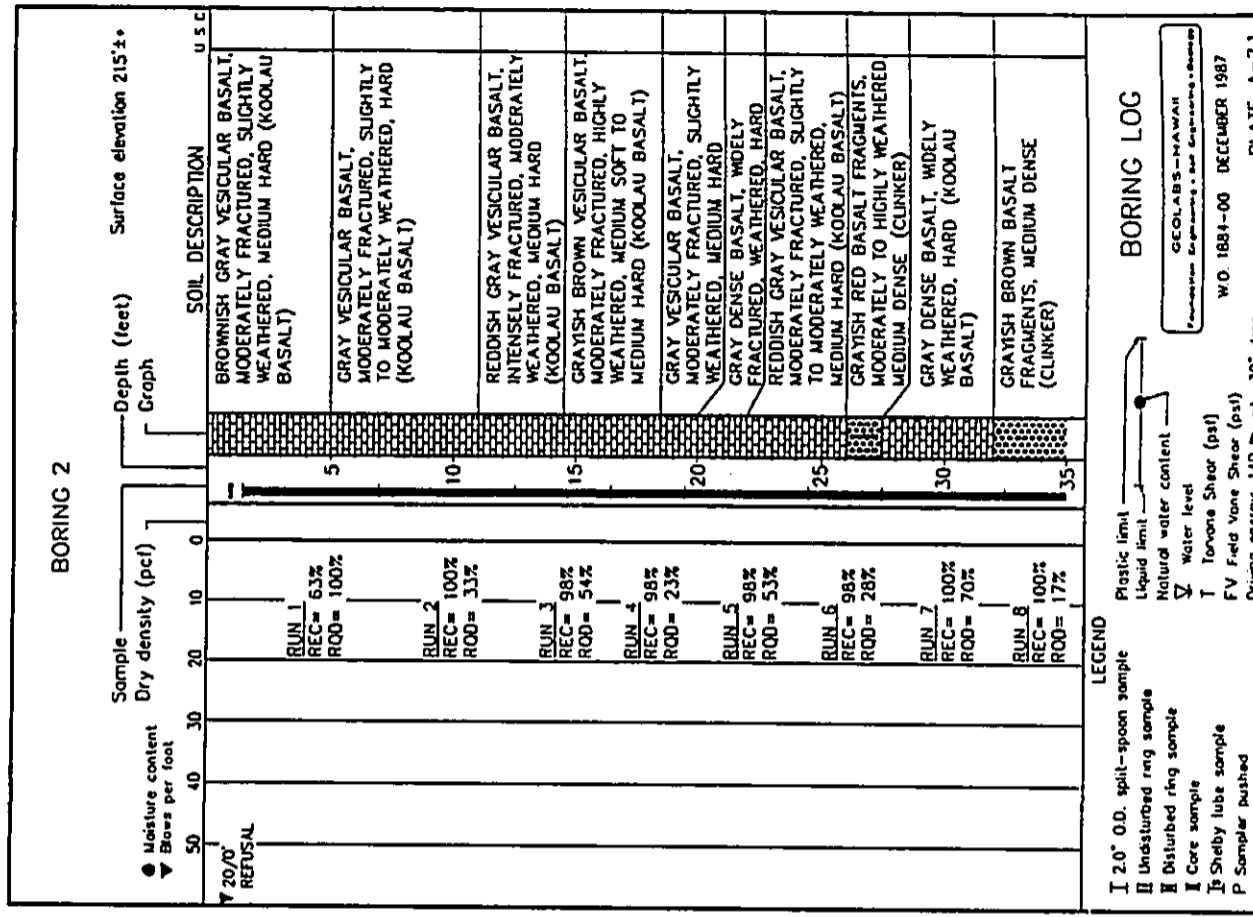 BORING 2
Sample
Dry density (pcf)
Depth (feet)
Graph
Surface elevation 215'±*
● Moisture content
▼ Blows per foot
50 40 30 20 10 0
SOIL DESCRIPTION
U S C
▼ 20/0'
REFUSAL
RUN 1
REC= 63%
RQD= 100%
RUN 2
REC= 100%
RQD= 33%
RUN 3
REC= 98%
RQD= 54%
RUN 4
REC= 98%
RQD= 23%
RUN 5
REC= 98%
RQD= 53%
RUN 6
REC= 98%
RQD= 28%
RUN 7
REC= 100%
RQD= 70%
RUN 8
REC= 100%
RQD= 17%
5
10
15
20
25
30
35
BROWNISH GRAY VESICULAR BASALT,
MODERATELY FRACTURED, SLIGHTLY
WEATHERED, MEDIUM HARD (KOOLAU
BASALT)
GRAY VESICULAR BASALT,
MODERATELY FRACTURED, SLIGHTLY
TO MODERATELY WEATHERED, HARD
(KOOLAU BASALT)
REDDISH GRAY VESICULAR BASALT,
INTENSELY FRACTURED, MODERATELY
WEATHERED, MEDIUM HARD
(KOOLAU BASALT)
GRAYISH BROWN VESICULAR BASALT,
MODERATELY FRACTURED, HIGHLY
WEATHERED, MEDIUM SOFT TO
MEDIUM HARD (KOOLAU BASALT)
GRAY VESICULAR BASALT,
MODERATELY FRACTURED, SLIGHTLY
WEATHERED, MEDIUM HARD
GRAY DENSE BASALT, WIDELY
FRACTURED, WEATHERED, HARD
REDDISH GRAY VESICULAR BASALT,
MODERATELY FRACTURED, SLIGHTLY
TO MODERATELY WEATHERED,
MEDIUM HARD (KOOLAU BASALT)
GRAYISH RED BASALT FRAGMENTS,
MODERATELY TO HIGHLY WEATHERED
MEDIUM DENSE (CLINKER)
GRAY DENSE BASALT, WIDELY
WEATHERED, HARD (KOOLAU
BASALT)
GRAYISH BROWN BASALT
FRAGMENTS, MEDIUM DENSE
(CLINKER)
LEGEND
I 2.0" O.D. split-spoon sample
Undisturbed ring sample
Disturbed ring sample
Core sample
Shelby tube sample
P Sampler pushed
Plastic limit
Liquid limit
Natural water content
Water level
T Torvane Shear (psf)
FV Field Vane Shear (psf)
BORING LOG
GEOLABS-HAWAII
W.O. 1884-00 DECEMBER 1987